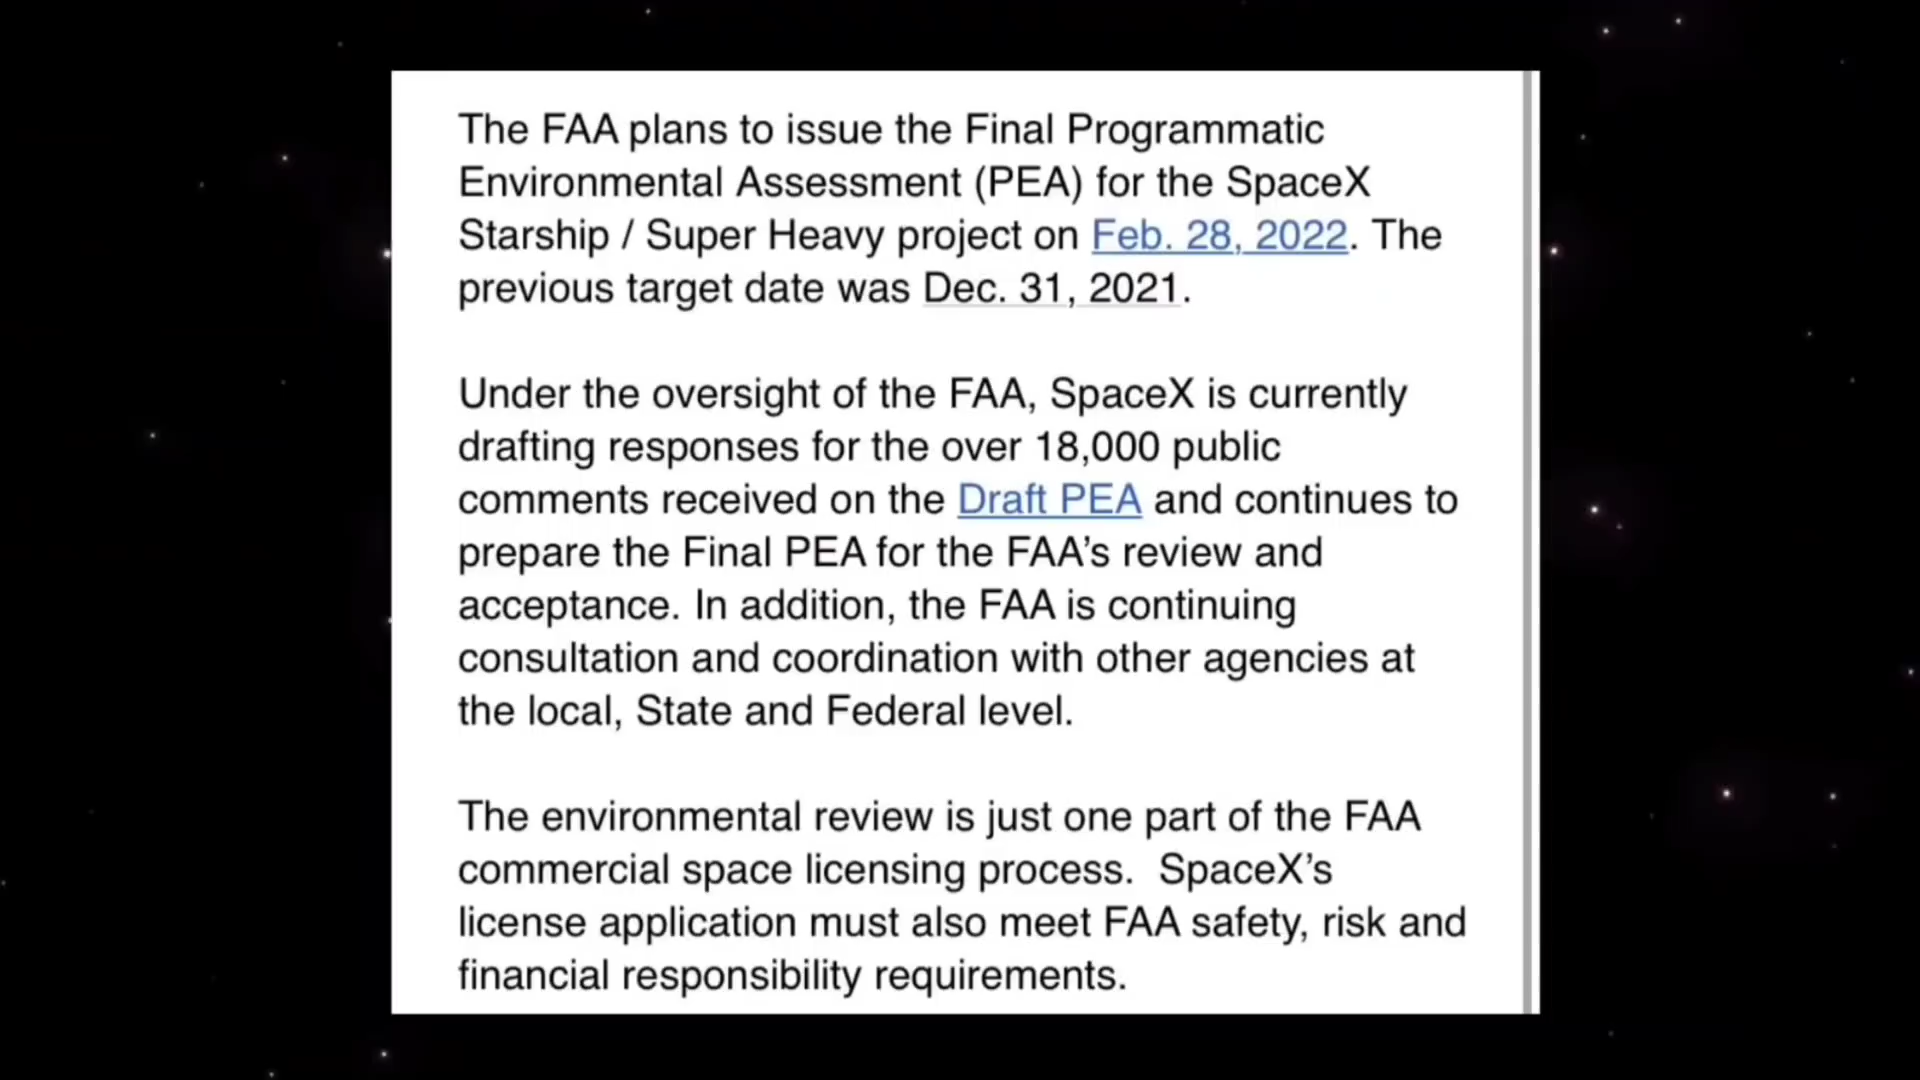 The FAA plans to issue the Final Programmatic
Environmental Assessment (PEA) for the SpaceX
Starship / Super Heavy project on Feb. 28, 2022. The
previous target date was Dec. 31, 2021.
Under the oversight of the FAA, SpaceX is currently
drafting responses for the over 18,000 public
comments received on the Draft PEA and continues to
prepare the Final PEA for the FAA’s review and
acceptance. In addition, the FAA is continuing
consultation and coordination with other agencies at
the local, State and Federal level.
The environmental review is just one part of the FAA
commercial space licensing process.  SpaceX’s
license application must also meet FAA safety, risk and
financial responsibility requirements.